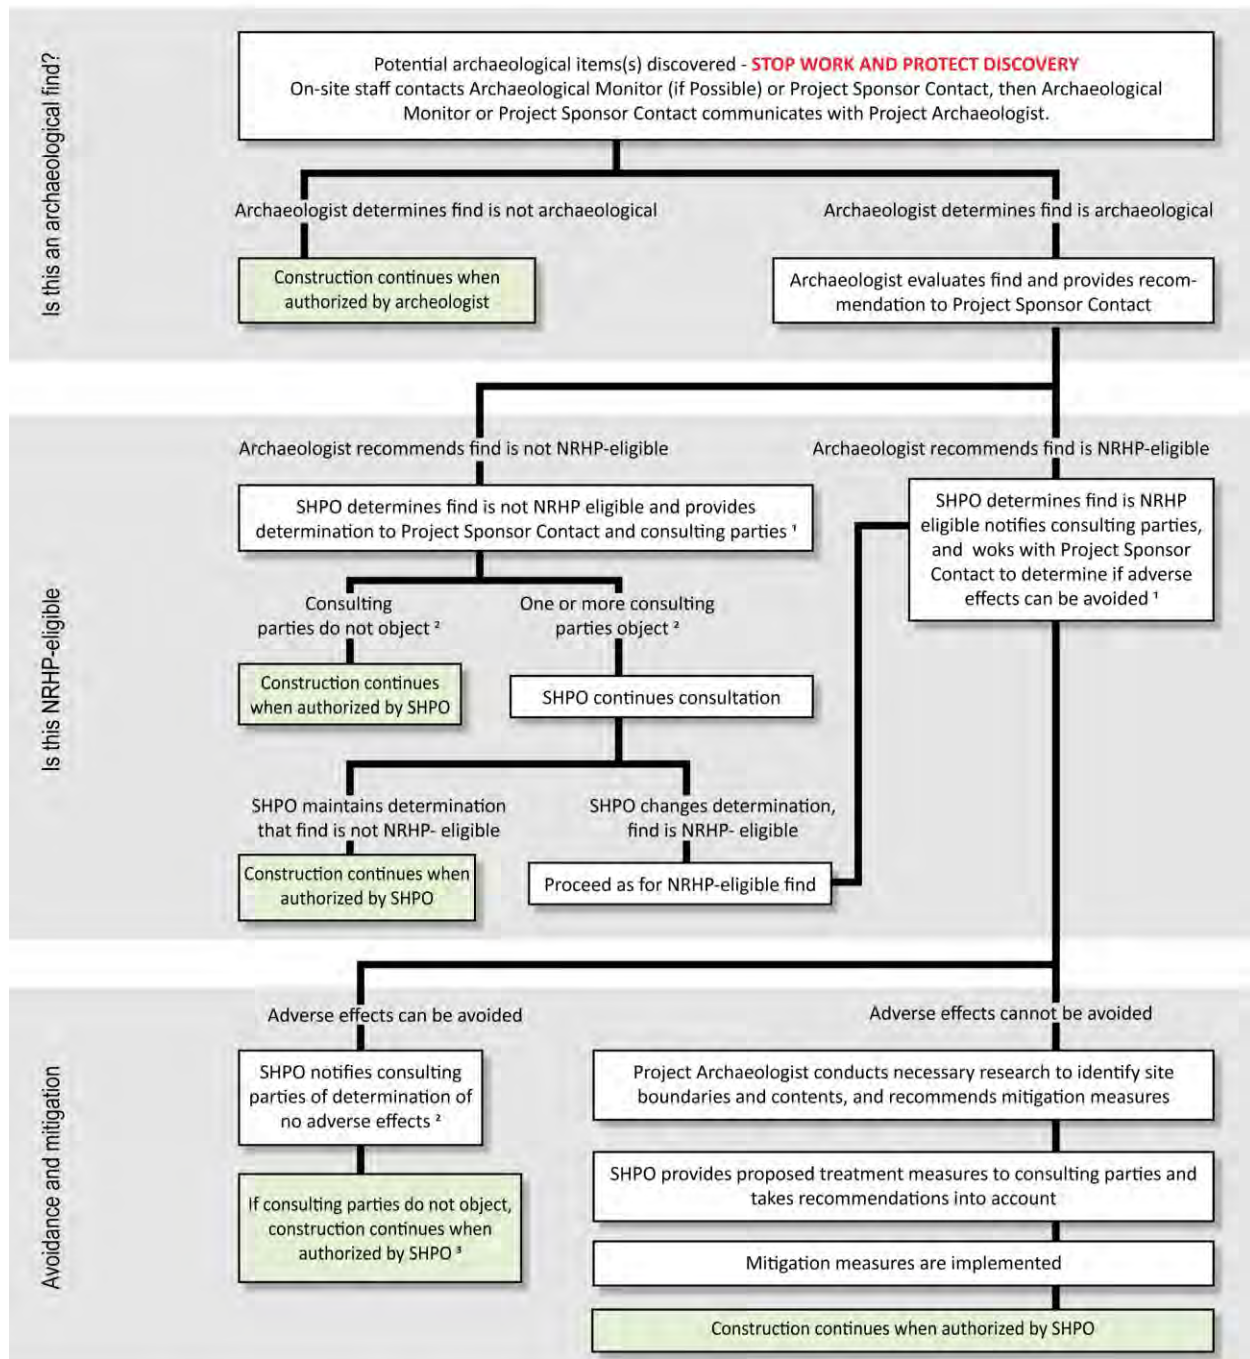 Is this an archaeological find?
Potential archaeological items(s) discovered - STOP WORK AND PROTECT DISCOVERY
On-site staff contacts Archaeological Monitor (if Possible) or Project Sponsor Contact, then Archaeological
Monitor or Project Sponsor Contact communicates with Project Archaeologist.
Archaeologist determines find is not archaeological
Archaeologist determines find is archaeological
Construction continues when
authorized by archeologist
Archaeologist evaluates find and provides recom-
mendation to Project Sponsor Contact
Is this NRHP-eligible
Archaeologist recommends find is not NRHP-eligible
Archaeologist recommends find is NRHP-eligible
SHPO determines find is not NRHP eligible and provides
determination to Project Sponsor Contact and consulting parties ¹
SHPO determines find is NRHP
eligible notifies consulting parties,
and woks with Project Sponsor
Contact to determine if adverse
effects can be avoided ¹
Consulting
parties do not object ²
One or more consulting
parties object ²
Construction continues
when authorized by SHPO
SHPO continues consultation
SHPO maintains determination
that find is not NRHP- eligible
SHPO changes determination,
find is NRHP- eligible
Construction continues when
authorized by SHPO
Proceed as for NRHP-eligible find
Avoidance and mitigation
Adverse effects can be avoided
Adverse effects cannot be avoided
SHPO notifies consulting
parties of determination of
no adverse effects ²
If consulting parties do not object,
construction continues when
authorized by SHPO ³
Project Archaeologist conducts necessary research to identify site
boundaries and contents, and recommends mitigation measures
SHPO provides proposed treatment measures to consulting parties and
takes recommendations into account
Mitigation measures are implemented
Construction continues when authorized by SHPO